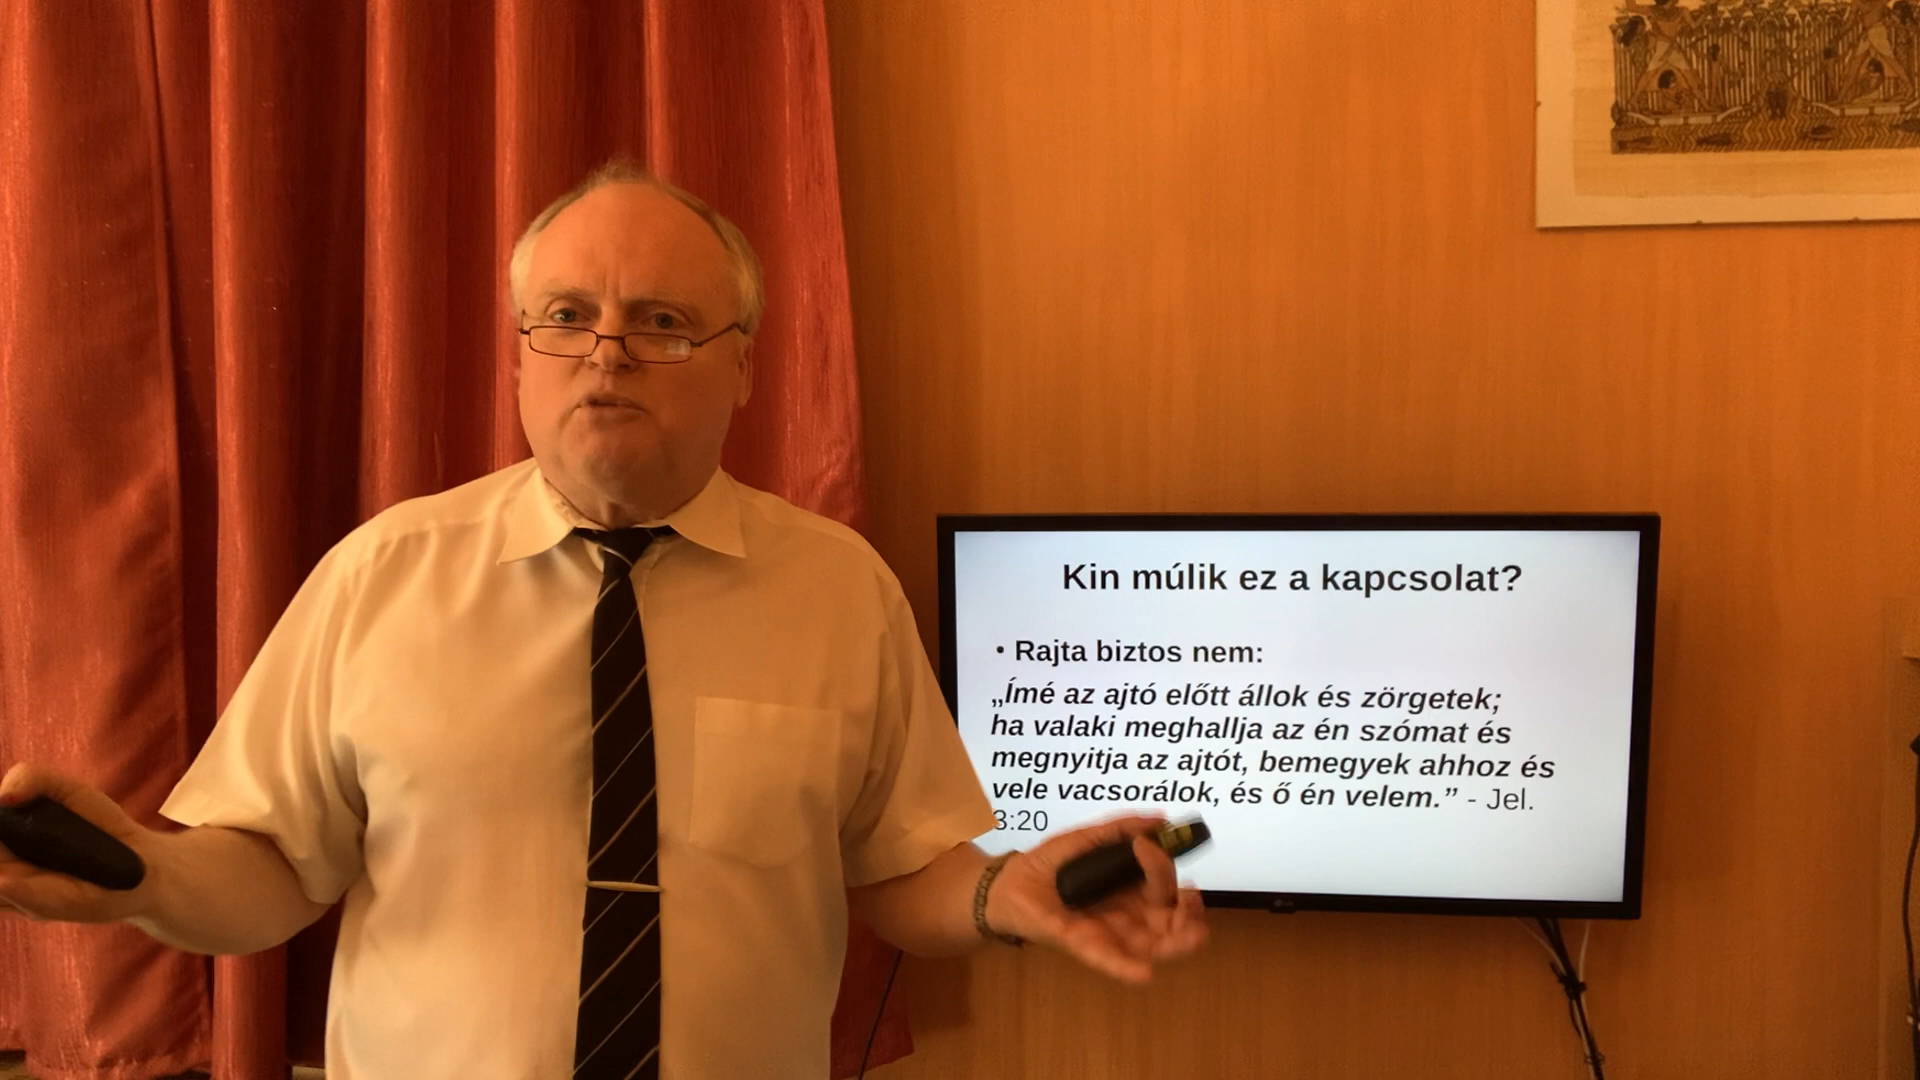 Kin múlik ez a kapcsolat?
• Rajta biztos nem:
„Ímé az ajtó előtt állok és zörgetek;
ha valaki meghallja az én szómat és
megnyitja az ajtót, bemegyek ahhoz és
vele vacsorálok, és ő én velem.” - Jel.
3:20
LG